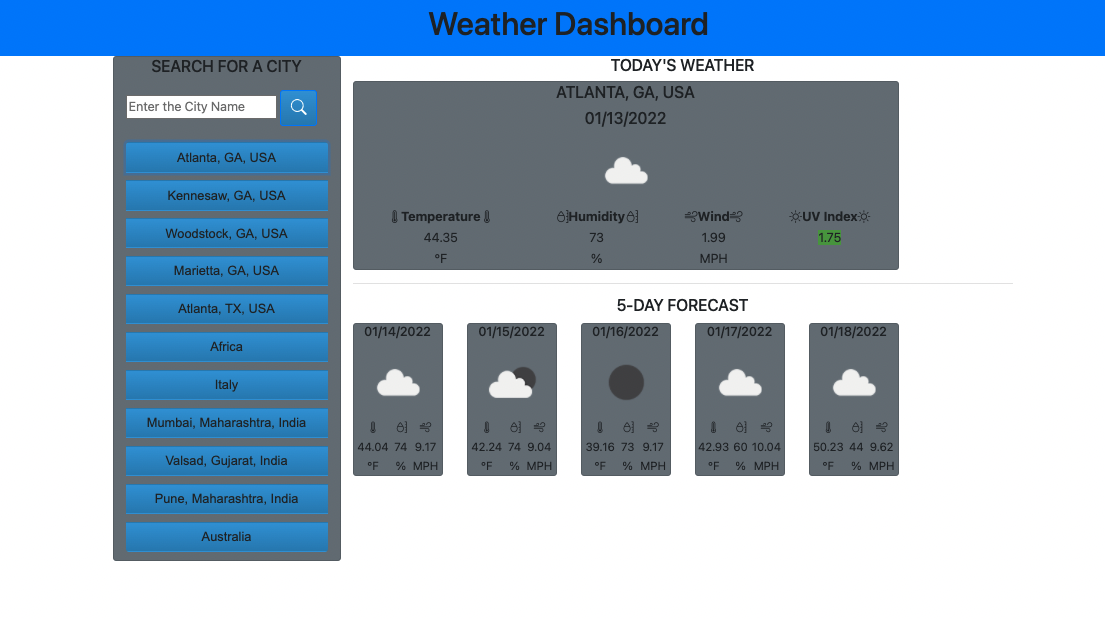 Weather Dashboard
SEARCH FOR A CITY
Enter the City Name
Atlanta, GA, USA
Kennesaw, GA, USA
Woodstock, GA, USA
Marietta, GA, USA
Atlanta, TX, USA
Africa
Italy
Mumbai, Maharashtra, India
Valsad, Gujarat, India
Pune, Maharashtra, India
Australia
TODAY'S WEATHER
ATLANTA, GA, USA
01/13/2022
Temperature Humidity Wind UV Index
44.35 73 1.99 1.75
°F % MPH
5-DAY FORECAST
01/14/2022 01/15/2022 01/16/2022 01/17/2022 01/18/2022
44.04 74 9.17 42.24 74 9.04 39.16 73 9.17 42.93 60 10.04 50.23 44 9.62
°F % MPH °F % MPH °F % MPH °F % MPH °F % MPH